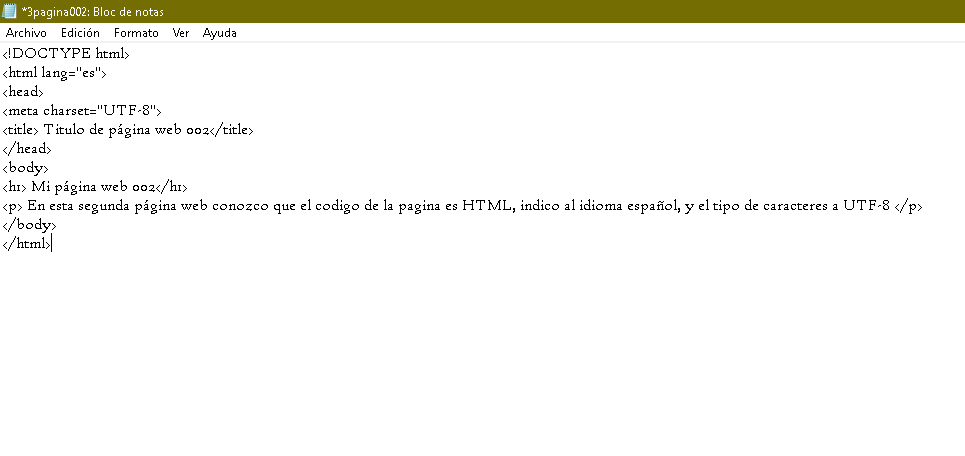 *3pagina002: Bloc de notas
Archivo Edición Formato Ver Ayuda
<!DOCTYPE html>
<html lang="es">
<head>
<meta charset="UTF-8">
<title> Titulo de página web 002</title>
</head>
<body>
<h1> Mi página web 002</h1>
<p> En esta segunda página web conozco que el codigo de la pagina es HTML, indico al idioma español, y el tipo de caracteres a UTF-8 </p>
</body>
</html>